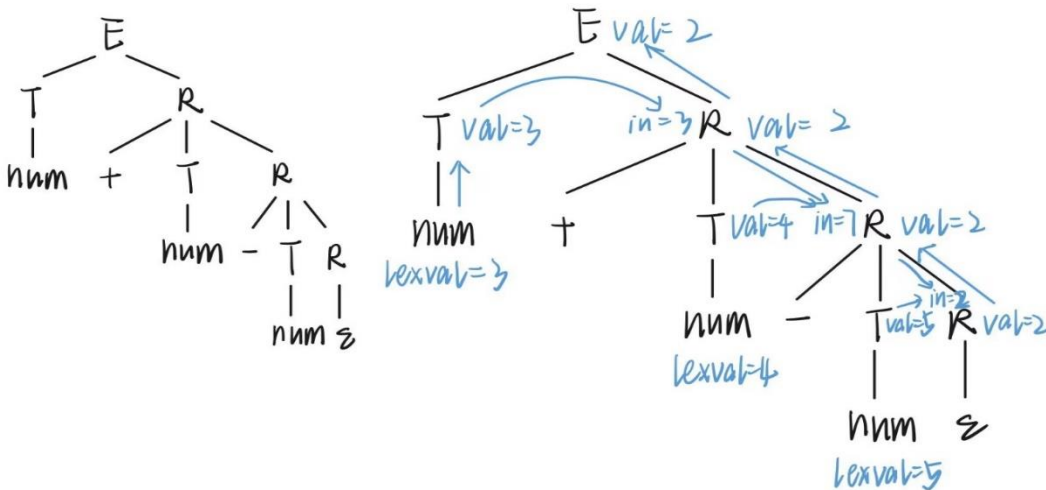 E
T R
num + T R
num - T R
num ε
E val=2
T val=3 in=3 R val=2
num + T val=4 in=7 R val=2
lexval=3
num - T val=5 in=2 R val=2
lexval=4
num ε
lexval=5